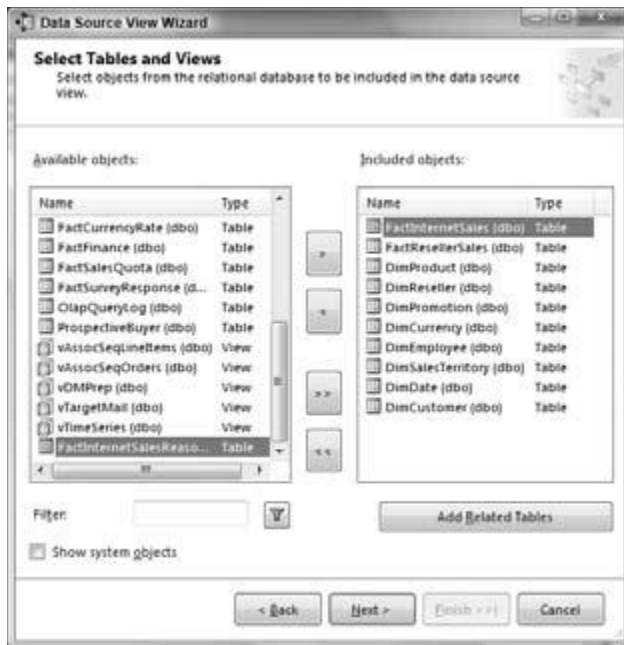 Data Source View Wizard
Select Tables and Views
Select objects from the relational database to be included in the data source
view.
Available objects:
Included objects:
Name Type
FactCurrencyRate (dbo) Table
FactFinance (dbo) Table
FactSalesQuota (dbo) Table
FactSurveyResponse (d... Table
OlapQueryLog (dbo) Table
ProspectiveBuyer (dbo) Table
vAssocSeqLineItems (dbo) View
vAssocSeqOrders (dbo) View
vDMPrep (dbo) View
vTargetMail (dbo) View
vTimeSeries (dbo) View
FactInternetSalesReaso... Table
>
<
>>
<<
Name Type
FactInternetSales (dbo) Table
FactResellerSales (dbo) Table
DimProduct (dbo) Table
DimReseller (dbo) Table
DimPromotion (dbo) Table
DimCurrency (dbo) Table
DimEmployee (dbo) Table
DimSalesTerritory (dbo) Table
DimDate (dbo) Table
DimCustomer (dbo) Table
Filter:
Add Related Tables
Show system objects
< Back
Next >
Finish >>|
Cancel